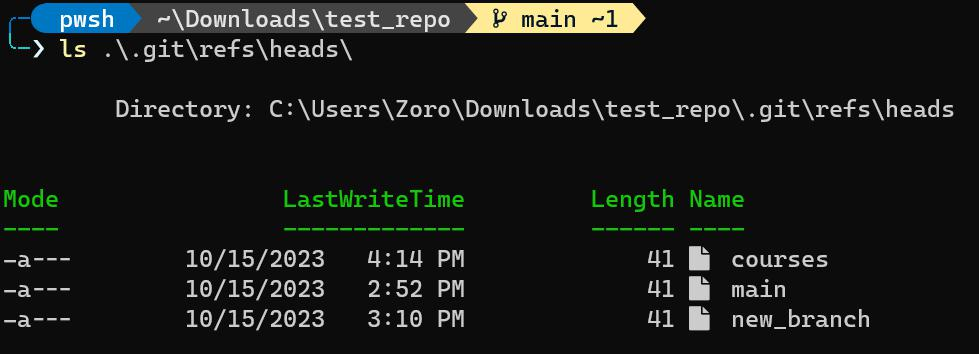 pwsh ~\Downloads\test_repo main ~1
❯ ls .\.git\refs\heads\
Directory: C:\Users\Zoro\Downloads\test_repo\.git\refs\heads
Mode LastWriteTime Length Name
---- ------------- ------ ----
-a--- 10/15/2023 4:14 PM 41 courses
-a--- 10/15/2023 2:52 PM 41 main
-a--- 10/15/2023 3:10 PM 41 new_branch